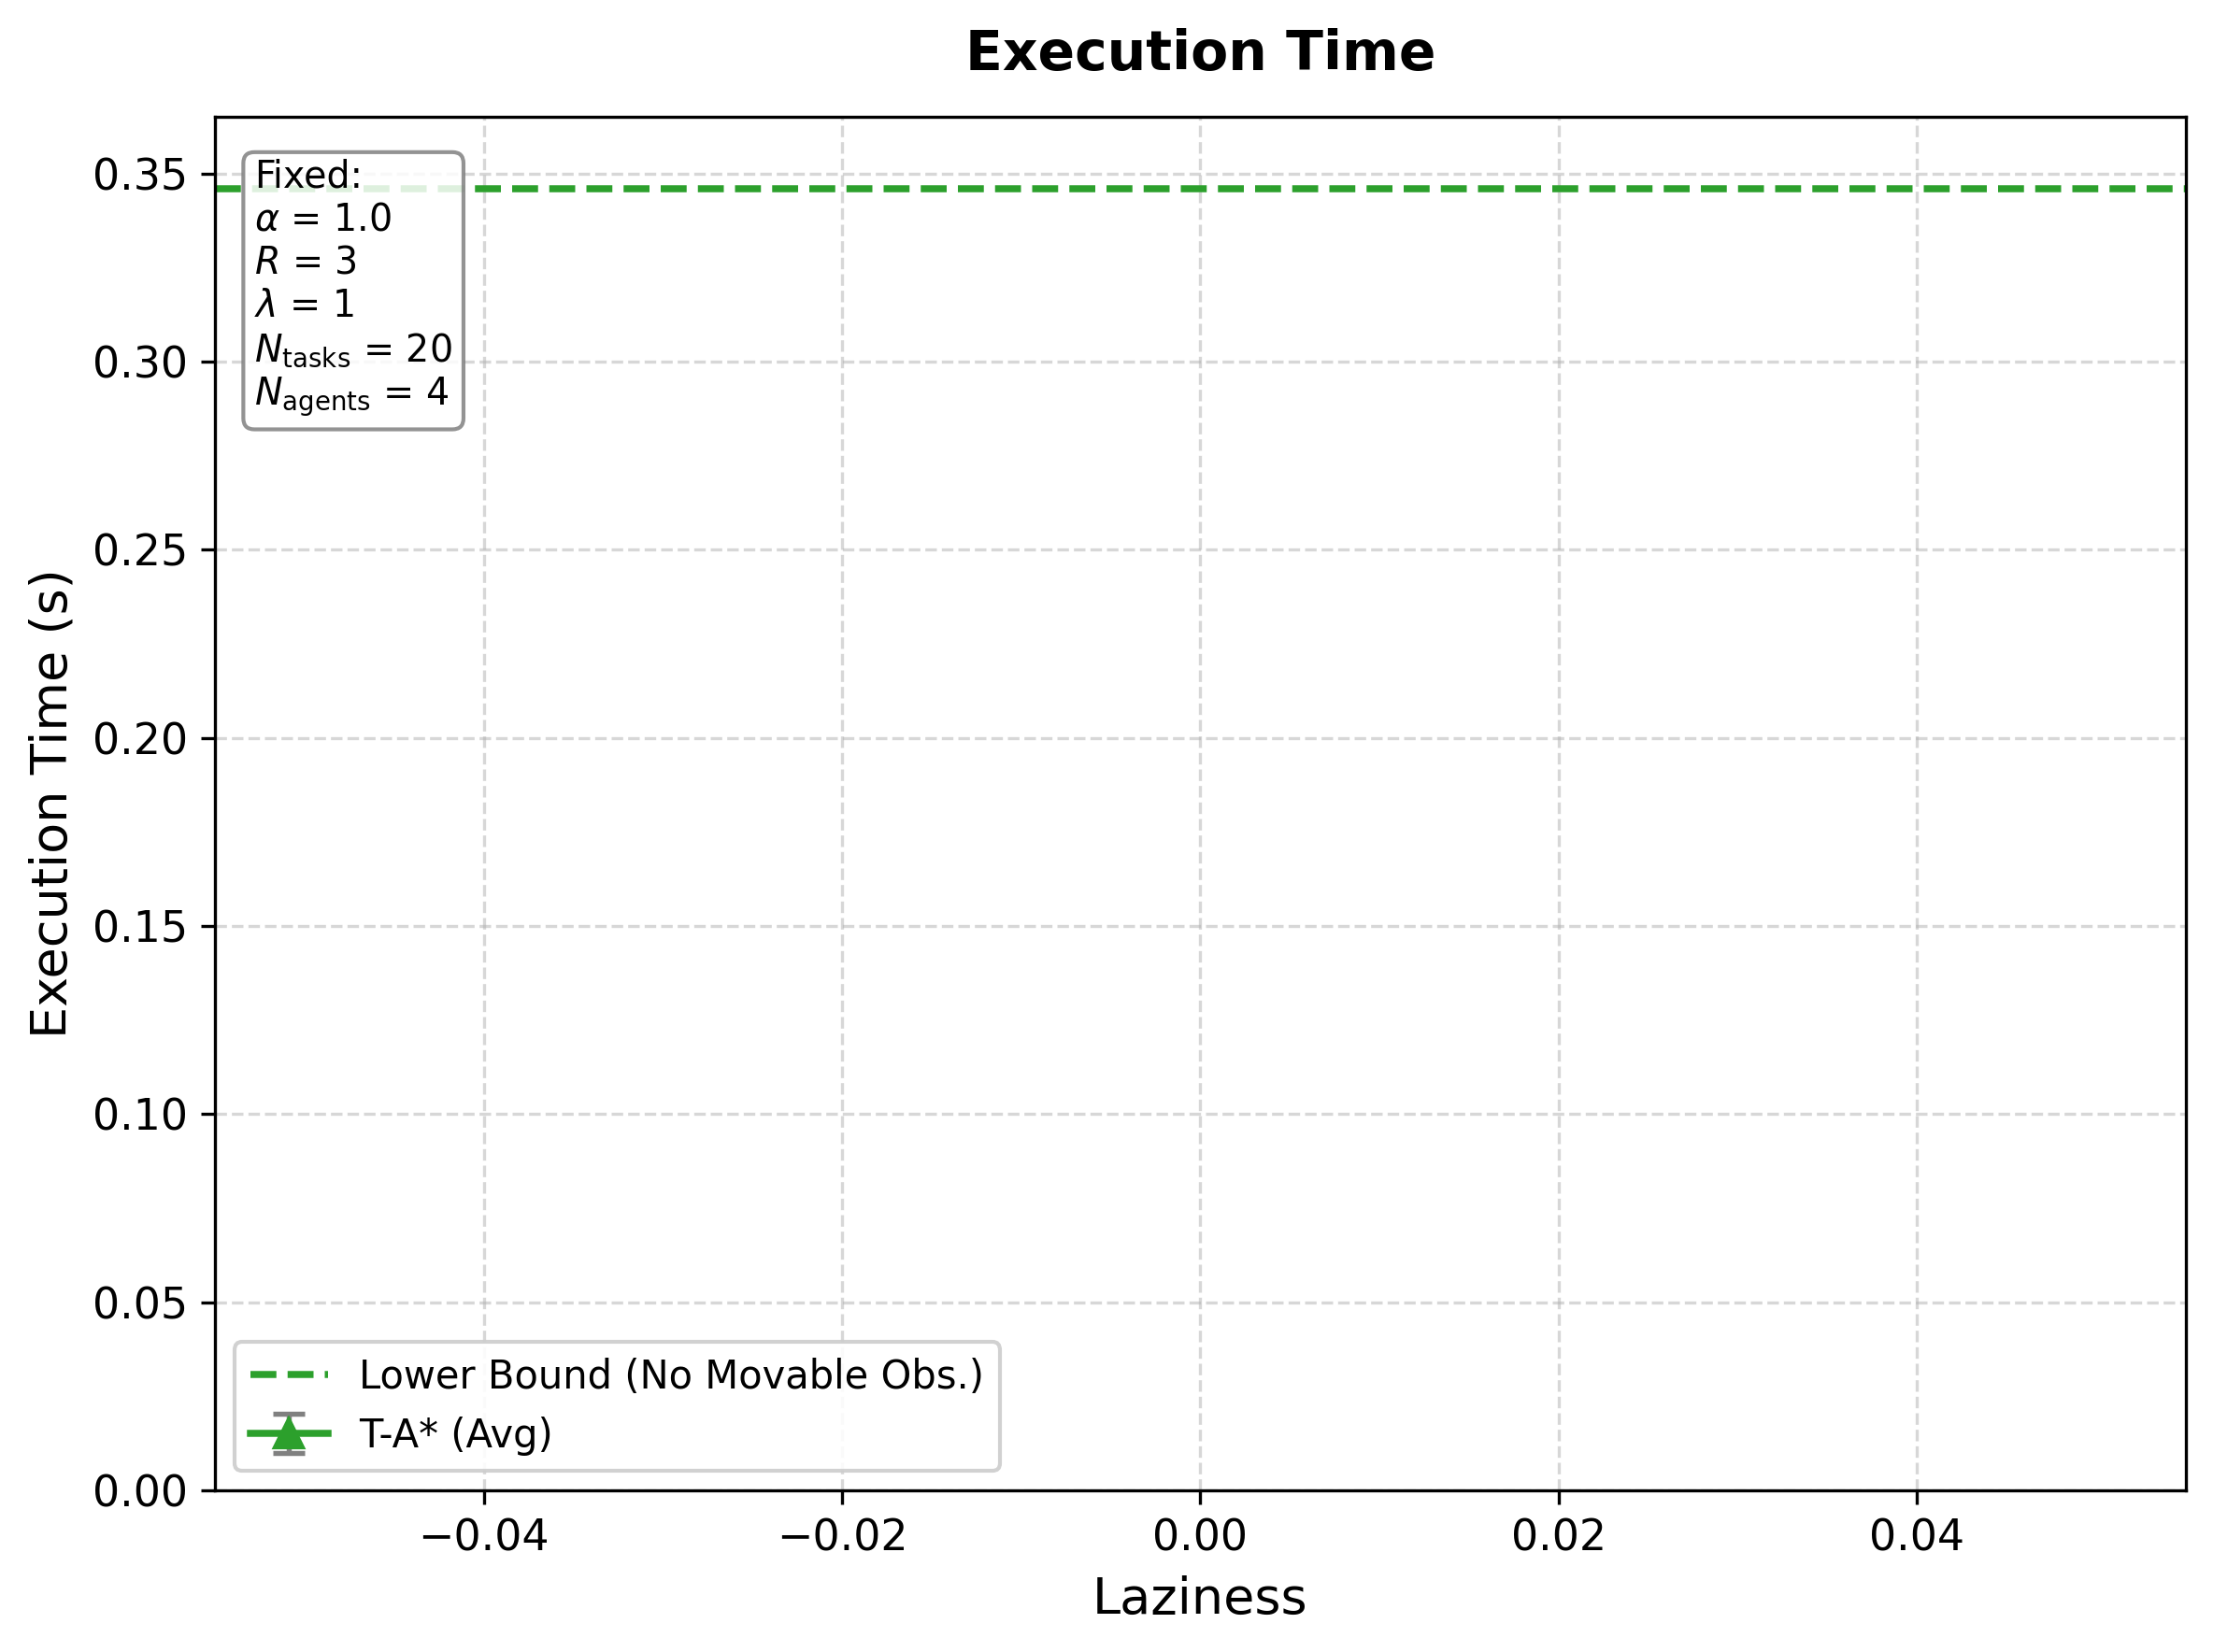 Execution Time
Fixed:
α = 1.0
R = 3
λ = 1
N_tasks = 20
N_agents = 4
Execution Time (s)
0.35
0.30
0.25
0.20
0.15
0.10
0.05
0.00
Lower Bound (No Movable Obs.)
T-A* (Avg)
−0.04 −0.02 0.00 0.02 0.04
Laziness